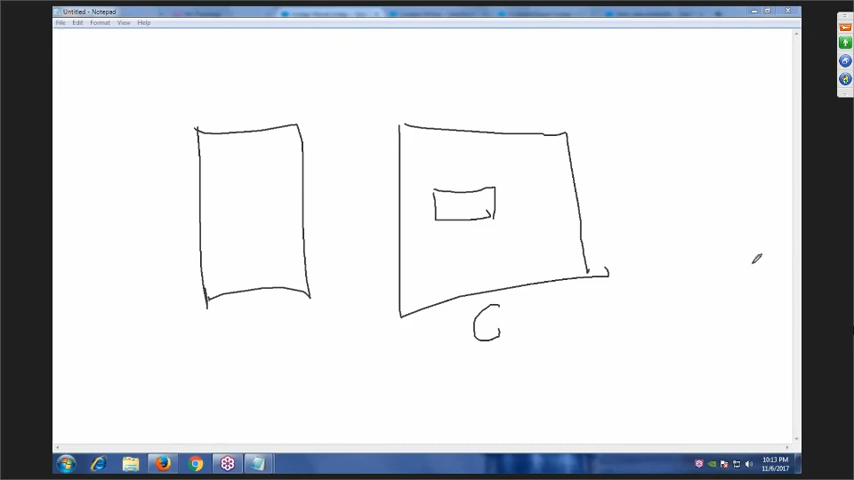 Untitled - Notepad
File Edit Format View Help
C
10:13 PM
11/6/2017